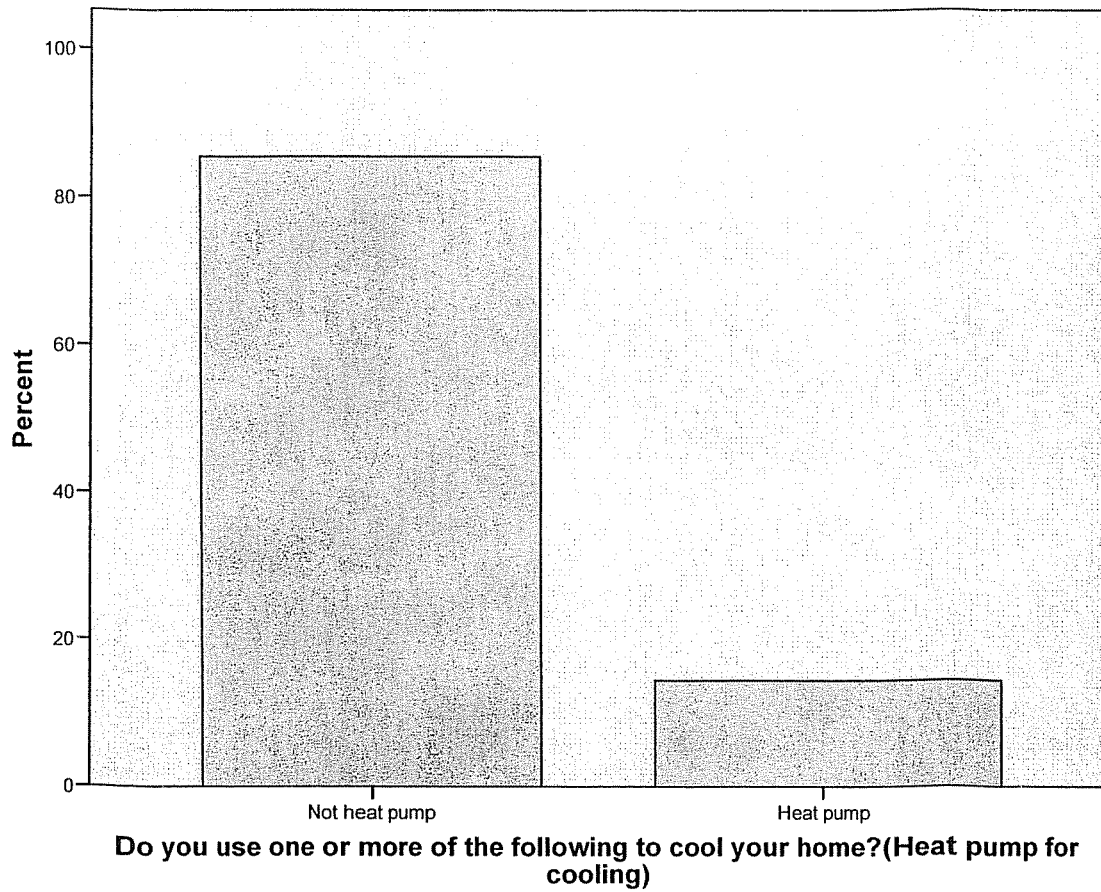 100
80
60
40
20
0
Percent
Not heat pump
Heat pump
Do you use one or more of the following to cool your home?(Heat pump for
cooling)